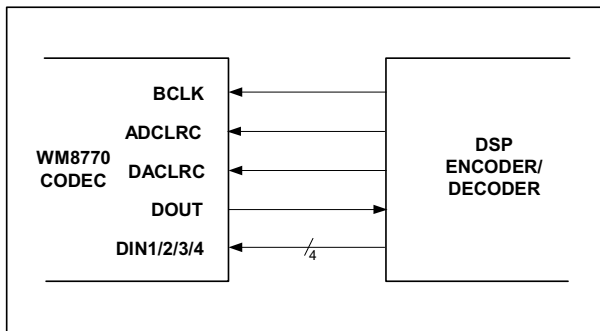 BCLK
ADCLRC
WM8770
CODEC
DACLRC
DOUT
DIN1/2/3/4
4
DSP
ENCODER/
DECODER